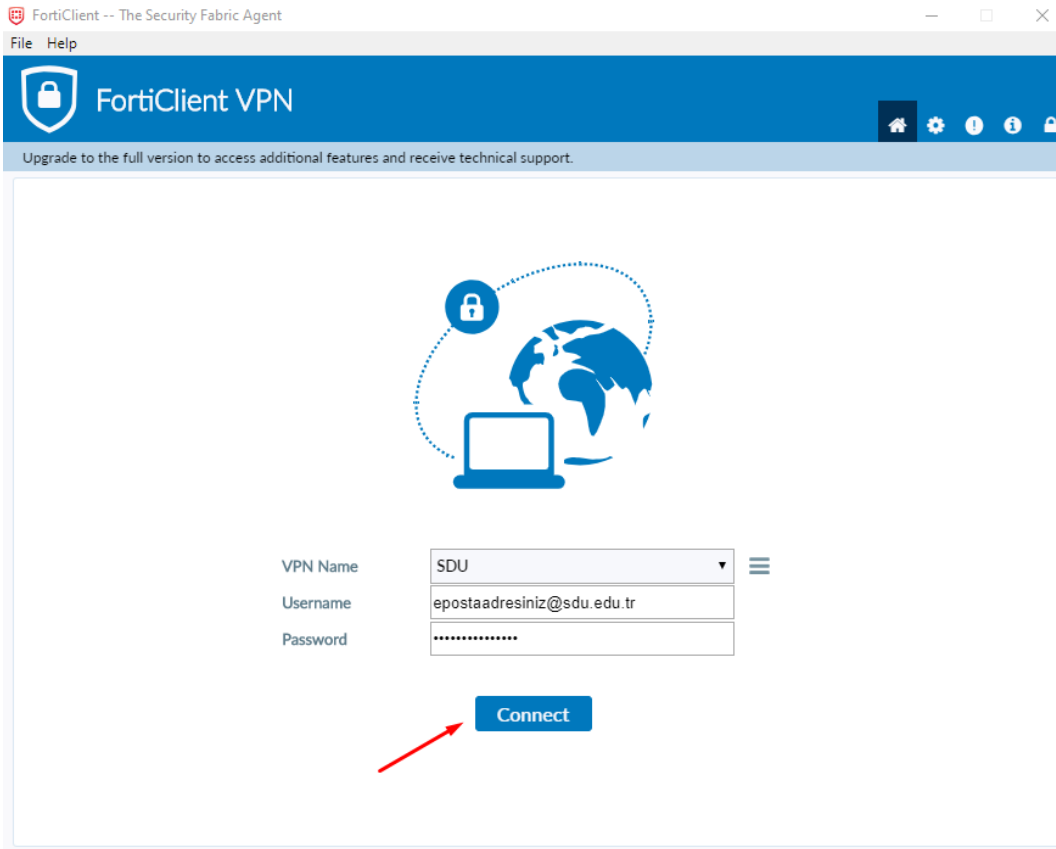 FortiClient -- The Security Fabric Agent
File Help
FortiClient VPN
Upgrade to the full version to access additional features and receive technical support.
VPN Name SDU
Username epostaadresiniz@sdu.edu.tr
Password •••••••••••••••
Connect